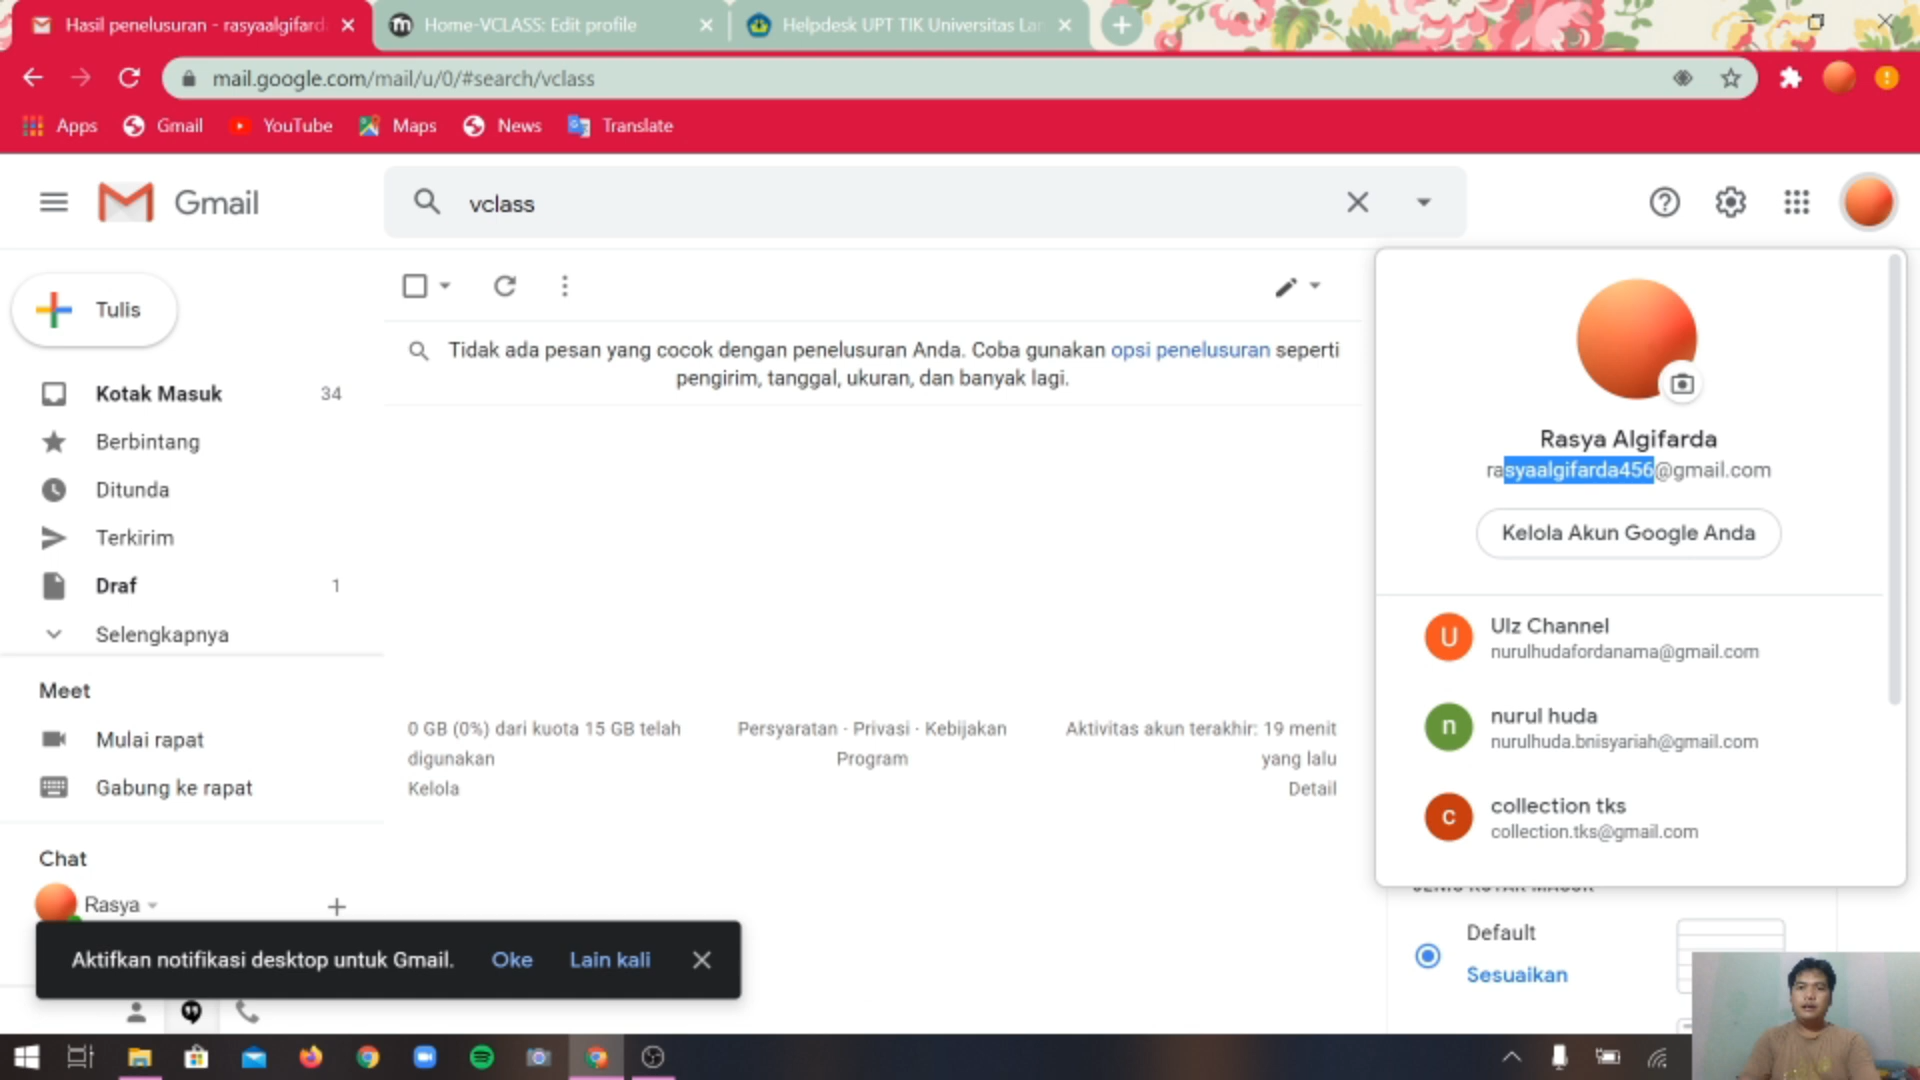 Hasil penelusuran - rasyaalgifarda
Home-VCLASS: Edit profile
Helpdesk UPT TIK Universitas Lar
mail.google.com/mail/u/0/#search/vclass
Apps
Gmail
YouTube
Maps
News
Translate
Gmail
vclass
Tulis
Tidak ada pesan yang cocok dengan penelusuran Anda. Coba gunakan opsi penelusuran seperti
pengirim, tanggal, ukuran, dan banyak lagi.
Kotak Masuk 34
Berbintang
Ditunda
Terkirim
Draf 1
Selengkapnya
Meet
Mulai rapat
Gabung ke rapat
Chat
Rasya
0 GB (0%) dari kuota 15 GB telah
digunakan
Kelola
Persyaratan · Privasi · Kebijakan
Program
Aktivitas akun terakhir: 19 menit
yang lalu
Detail
Rasya Algifarda
rasyaalgifarda456@gmail.com
Kelola Akun Google Anda
U
Ulz Channel
nurulhudafordanama@gmail.com
n
nurul huda
nurulhuda.bnisyariah@gmail.com
c
collection tks
collection.tks@gmail.com
Default
Sesuaikan
Aktifkan notifikasi desktop untuk Gmail. Oke Lain kali